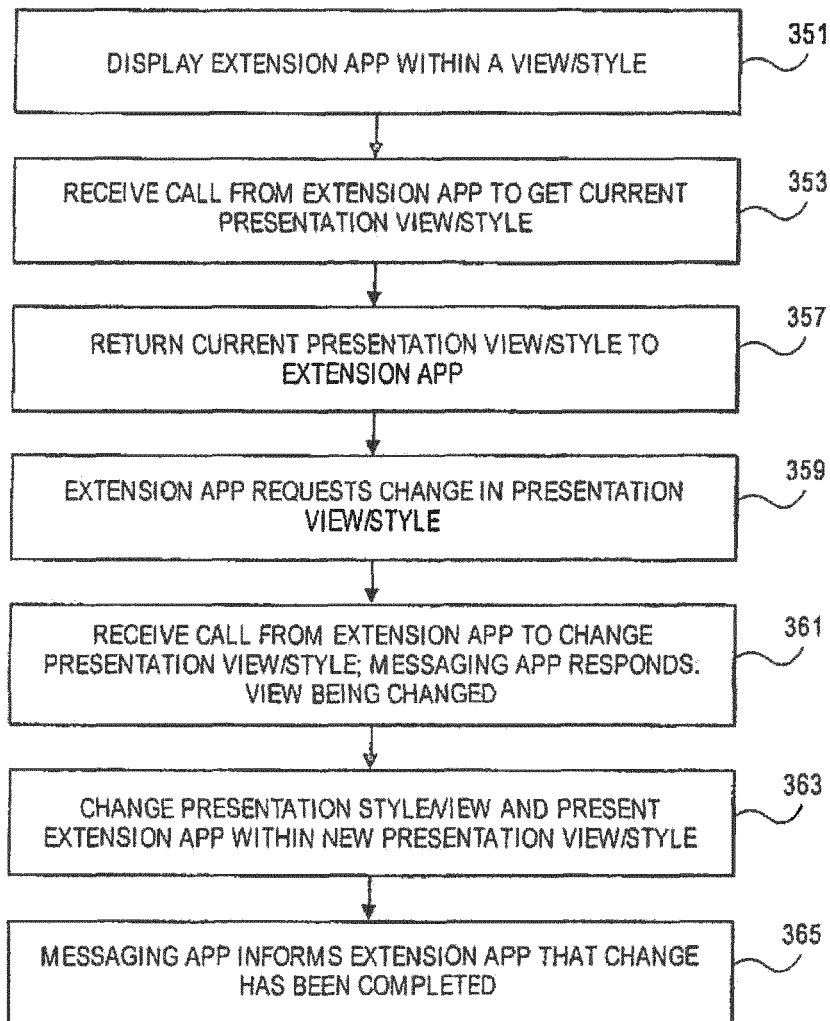 DISPLAY EXTENSION APP WITHIN A VIEW/STYLE
351
RECEIVE CALL FROM EXTENSION APP TO GET CURRENT
PRESENTATION VIEW/STYLE
353
RETURN CURRENT PRESENTATION VIEW/STYLE TO
EXTENSION APP
357
EXTENSION APP REQUESTS CHANGE IN PRESENTATION
VIEW/STYLE
359
RECEIVE CALL FROM EXTENSION APP TO CHANGE
PRESENTATION VIEW/STYLE; MESSAGING APP RESPONDS:
VIEW BEING CHANGED
361
CHANGE PRESENTATION STYLE/VIEW AND PRESENT
EXTENSION APP WITHIN NEW PRESENTATION VIEW/STYLE
363
MESSAGING APP INFORMS EXTENSION APP THAT CHANGE
HAS BEEN COMPLETED
365